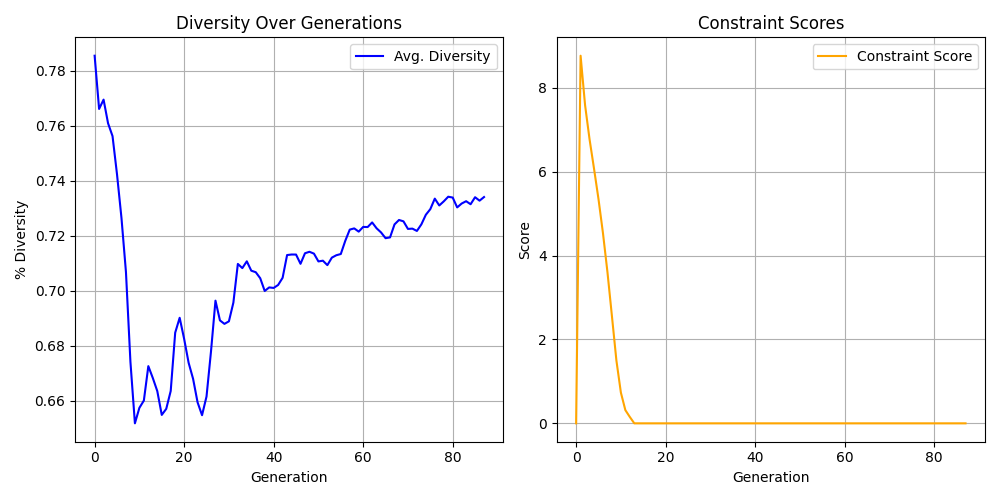 Diversity Over Generations
Avg. Diversity
% Diversity
0.78
0.76
0.74
0.72
0.70
0.68
0.66
0 20 40 60 80
Generation
Constraint Scores
Constraint Score
Score
8
6
4
2
0
0 20 40 60 80
Generation